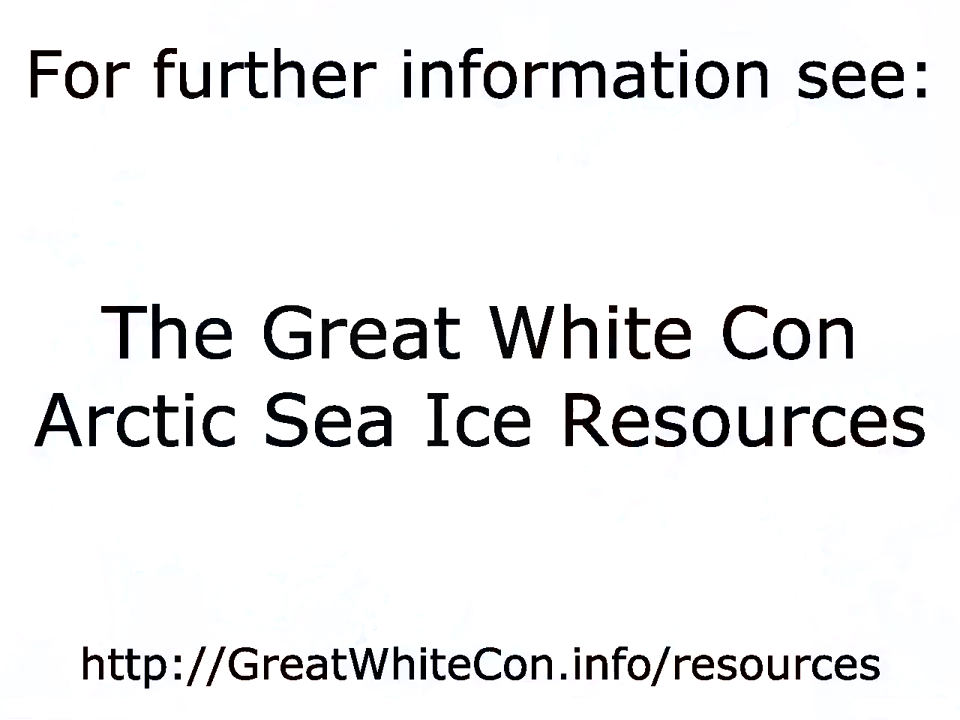 For further information see:
The Great White Con
Arctic Sea Ice Resources
http://GreatWhiteCon.info/resources